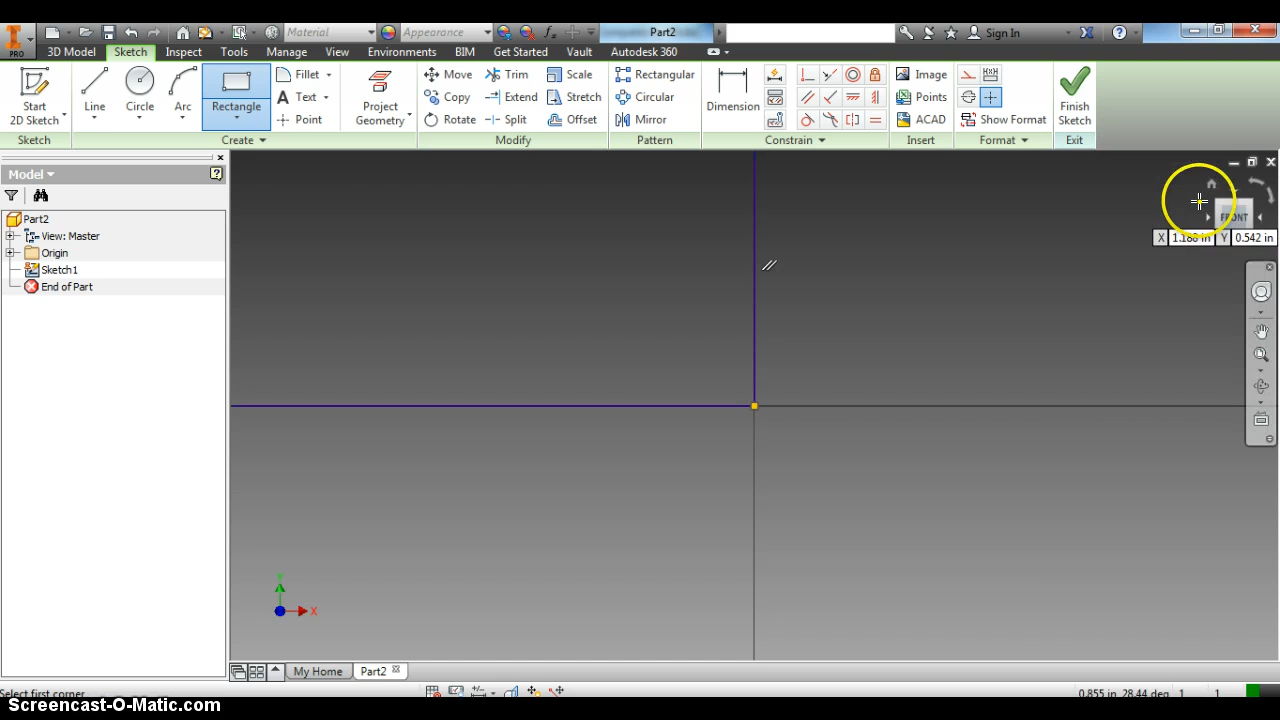 Material
Appearance
Part2
Sign In
PRO
3D Model
Sketch
Inspect
Tools
Manage
View
Environments
BIM
Get Started
Vault
Autodesk 360
Start
2D Sketch
Line
Circle
Arc
Rectangle
Fillet
Text
Point
Project
Geometry
Move
Copy
Rotate
Trim
Extend
Split
Scale
Stretch
Offset
Rectangular
Circular
Mirror
Dimension
Image
Points
ACAD
Show Format
Finish
Sketch
Sketch
Create
Modify
Pattern
Constrain
Insert
Format
Exit
Model
Part2
View: Master
Origin
Sketch1
End of Part
FRONT
X 1.188 in Y 0.542 in
Y
X
My Home
Part2
Select first corner
0.855 in, 28.44 deg 1 1
Screencast-O-Matic.com